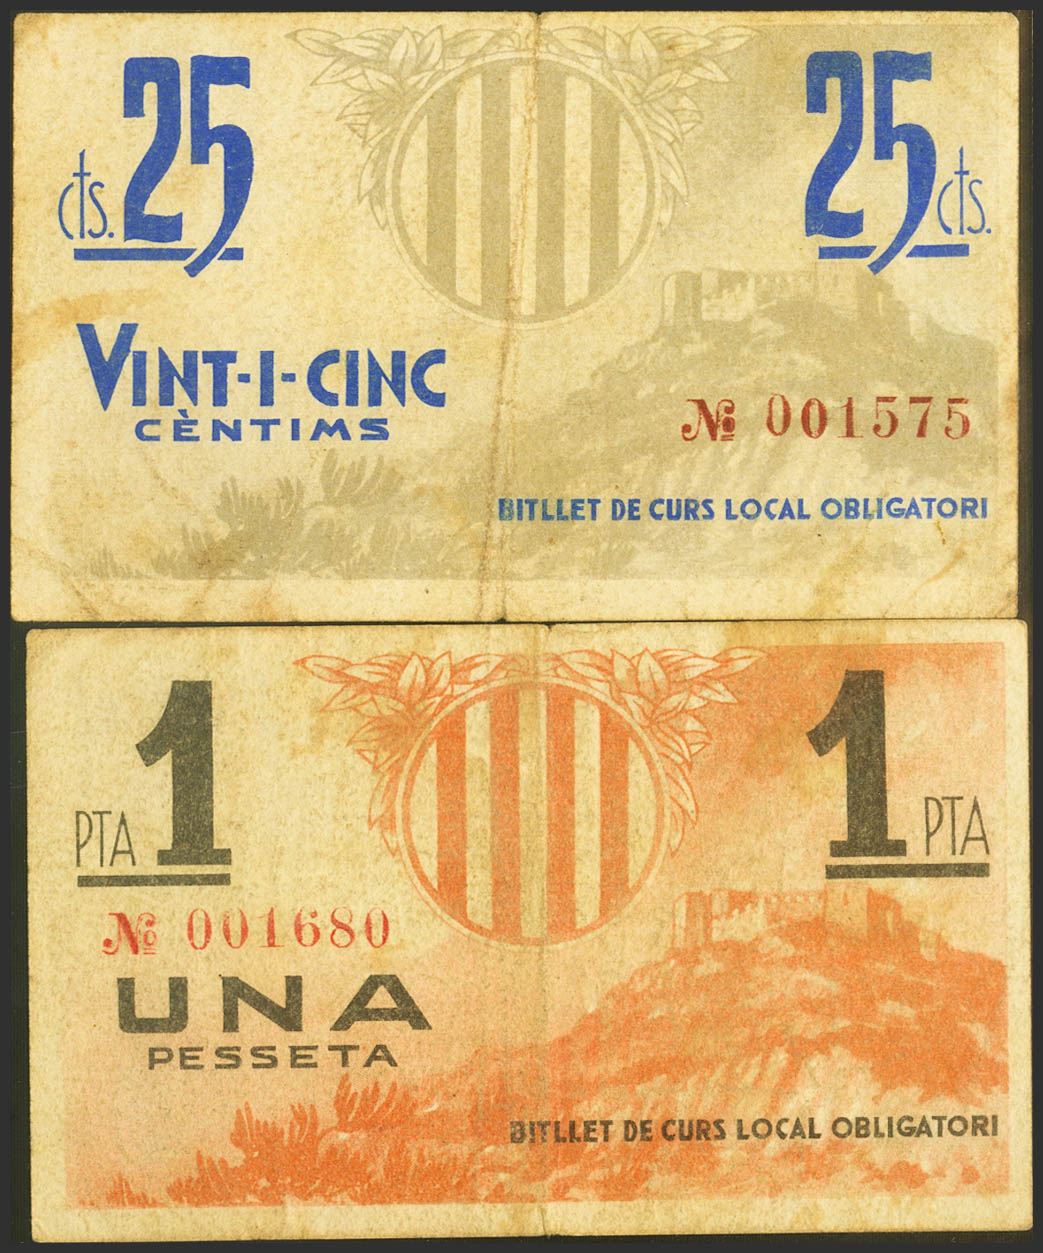 cts. 25
25 cts.
VINT-I-CINC
CÈNTIMS
№ 001575
BITLLET DE CURS LOCAL OBLIGATORI
PTA 1
1 PTA
№ 001680
UNA
PESSETA
BITLLET DE CURS LOCAL OBLIGATORI